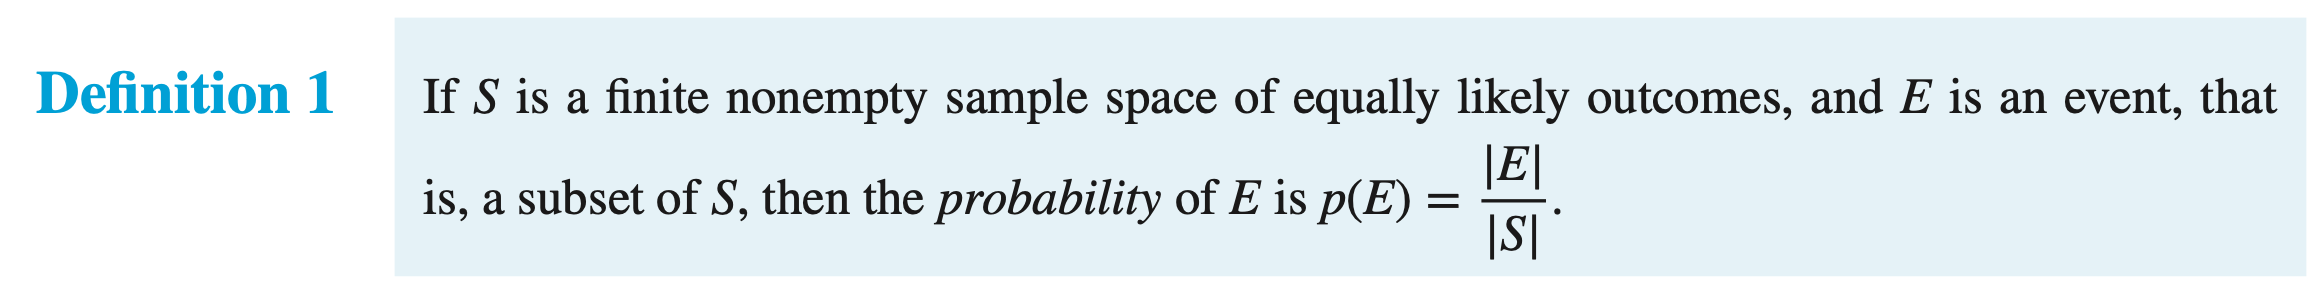 Definition 1
If S is a finite nonempty sample space of equally likely outcomes, and E is an event, that
is, a subset of S, then the probability of E is p(E) = |E|/|S|.